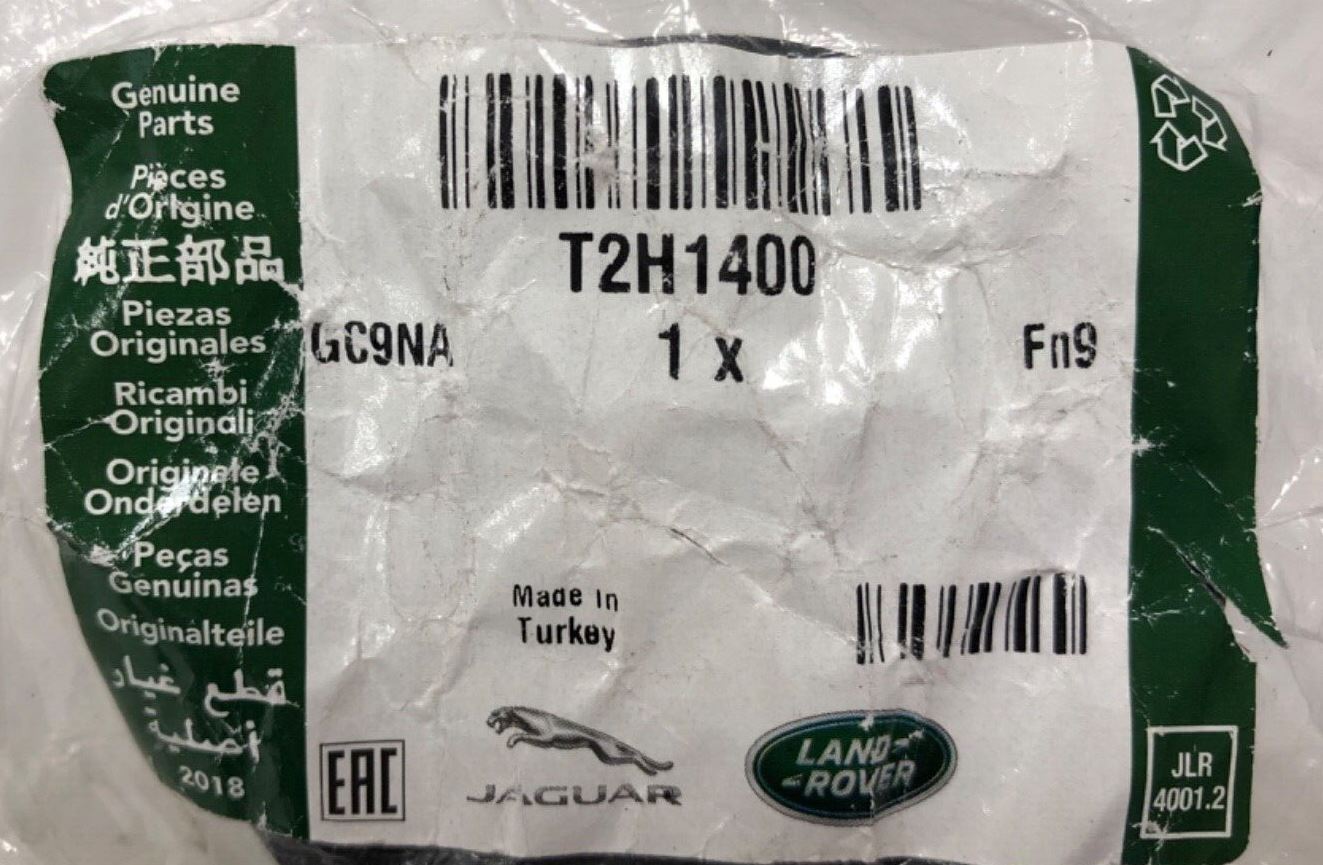 Genuine
Parts
Pièces
d'Origine
純正部品
Piezas
Originales
Ricambi
Originali
Originele
Onderdelen
Peças
Genuinas
Originalteile
قطع غيار
أصلية
2018
T2H1400
GC9NA 1 x Fn9
Made In
Turkey
EAC
JAGUAR
LAND-
-ROVER
JLR
4001.2